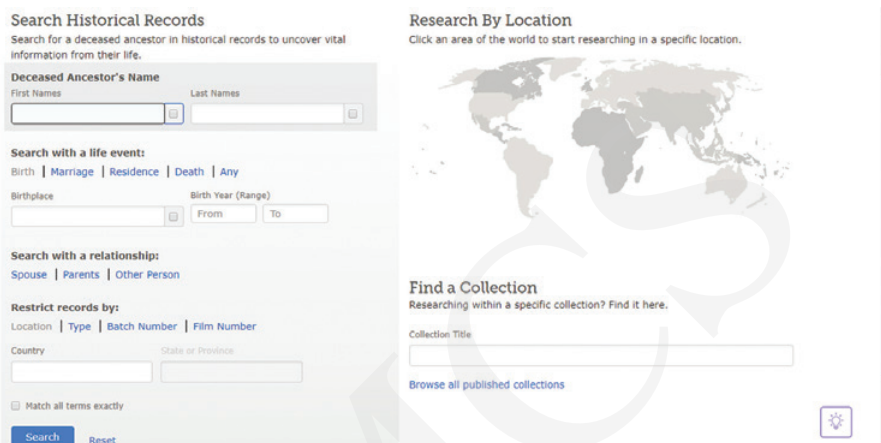 Search Historical Records
Search for a deceased ancestor in historical records to uncover vital
information from their life.
Deceased Ancestor's Name
First Names Last Names
Search with a life event:
Birth | Marriage | Residence | Death | Any
Birthplace Birth Year (Range)
From To
Search with a relationship:
Spouse | Parents | Other Person
Restrict records by:
Location | Type | Batch Number | Film Number
Country State or Province
Match all terms exactly
Search Reset
Research By Location
Click an area of the world to start researching in a specific location.
Find a Collection
Researching within a specific collection? Find it here.
Collection Title
Browse all published collections
MCS